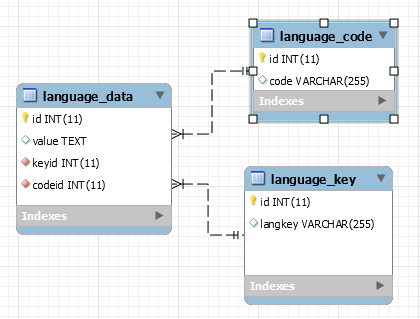 language_code
id INT(11)
code VARCHAR(255)
Indexes
language_data
id INT(11)
value TEXT
keyid INT(11)
codeid INT(11)
Indexes
language_key
id INT(11)
langkey VARCHAR(255)
Indexes